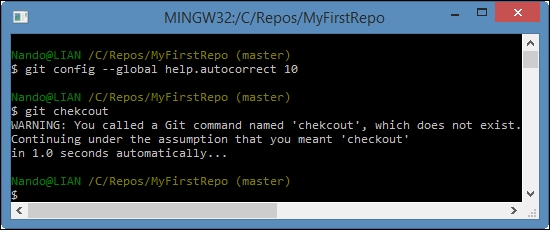 MINGW32:/C/Repos/MyFirstRepo
Nando@LIAN /C/Repos/MyFirstRepo (master)
$ git config --global help.autocorrect 10
Nando@LIAN /C/Repos/MyFirstRepo (master)
$ git chekcout
WARNING: You called a Git command named 'chekcout', which does not exist.
Continuing under the assumption that you meant 'checkout'
in 1.0 seconds automatically...
Nando@LIAN /C/Repos/MyFirstRepo (master)
$